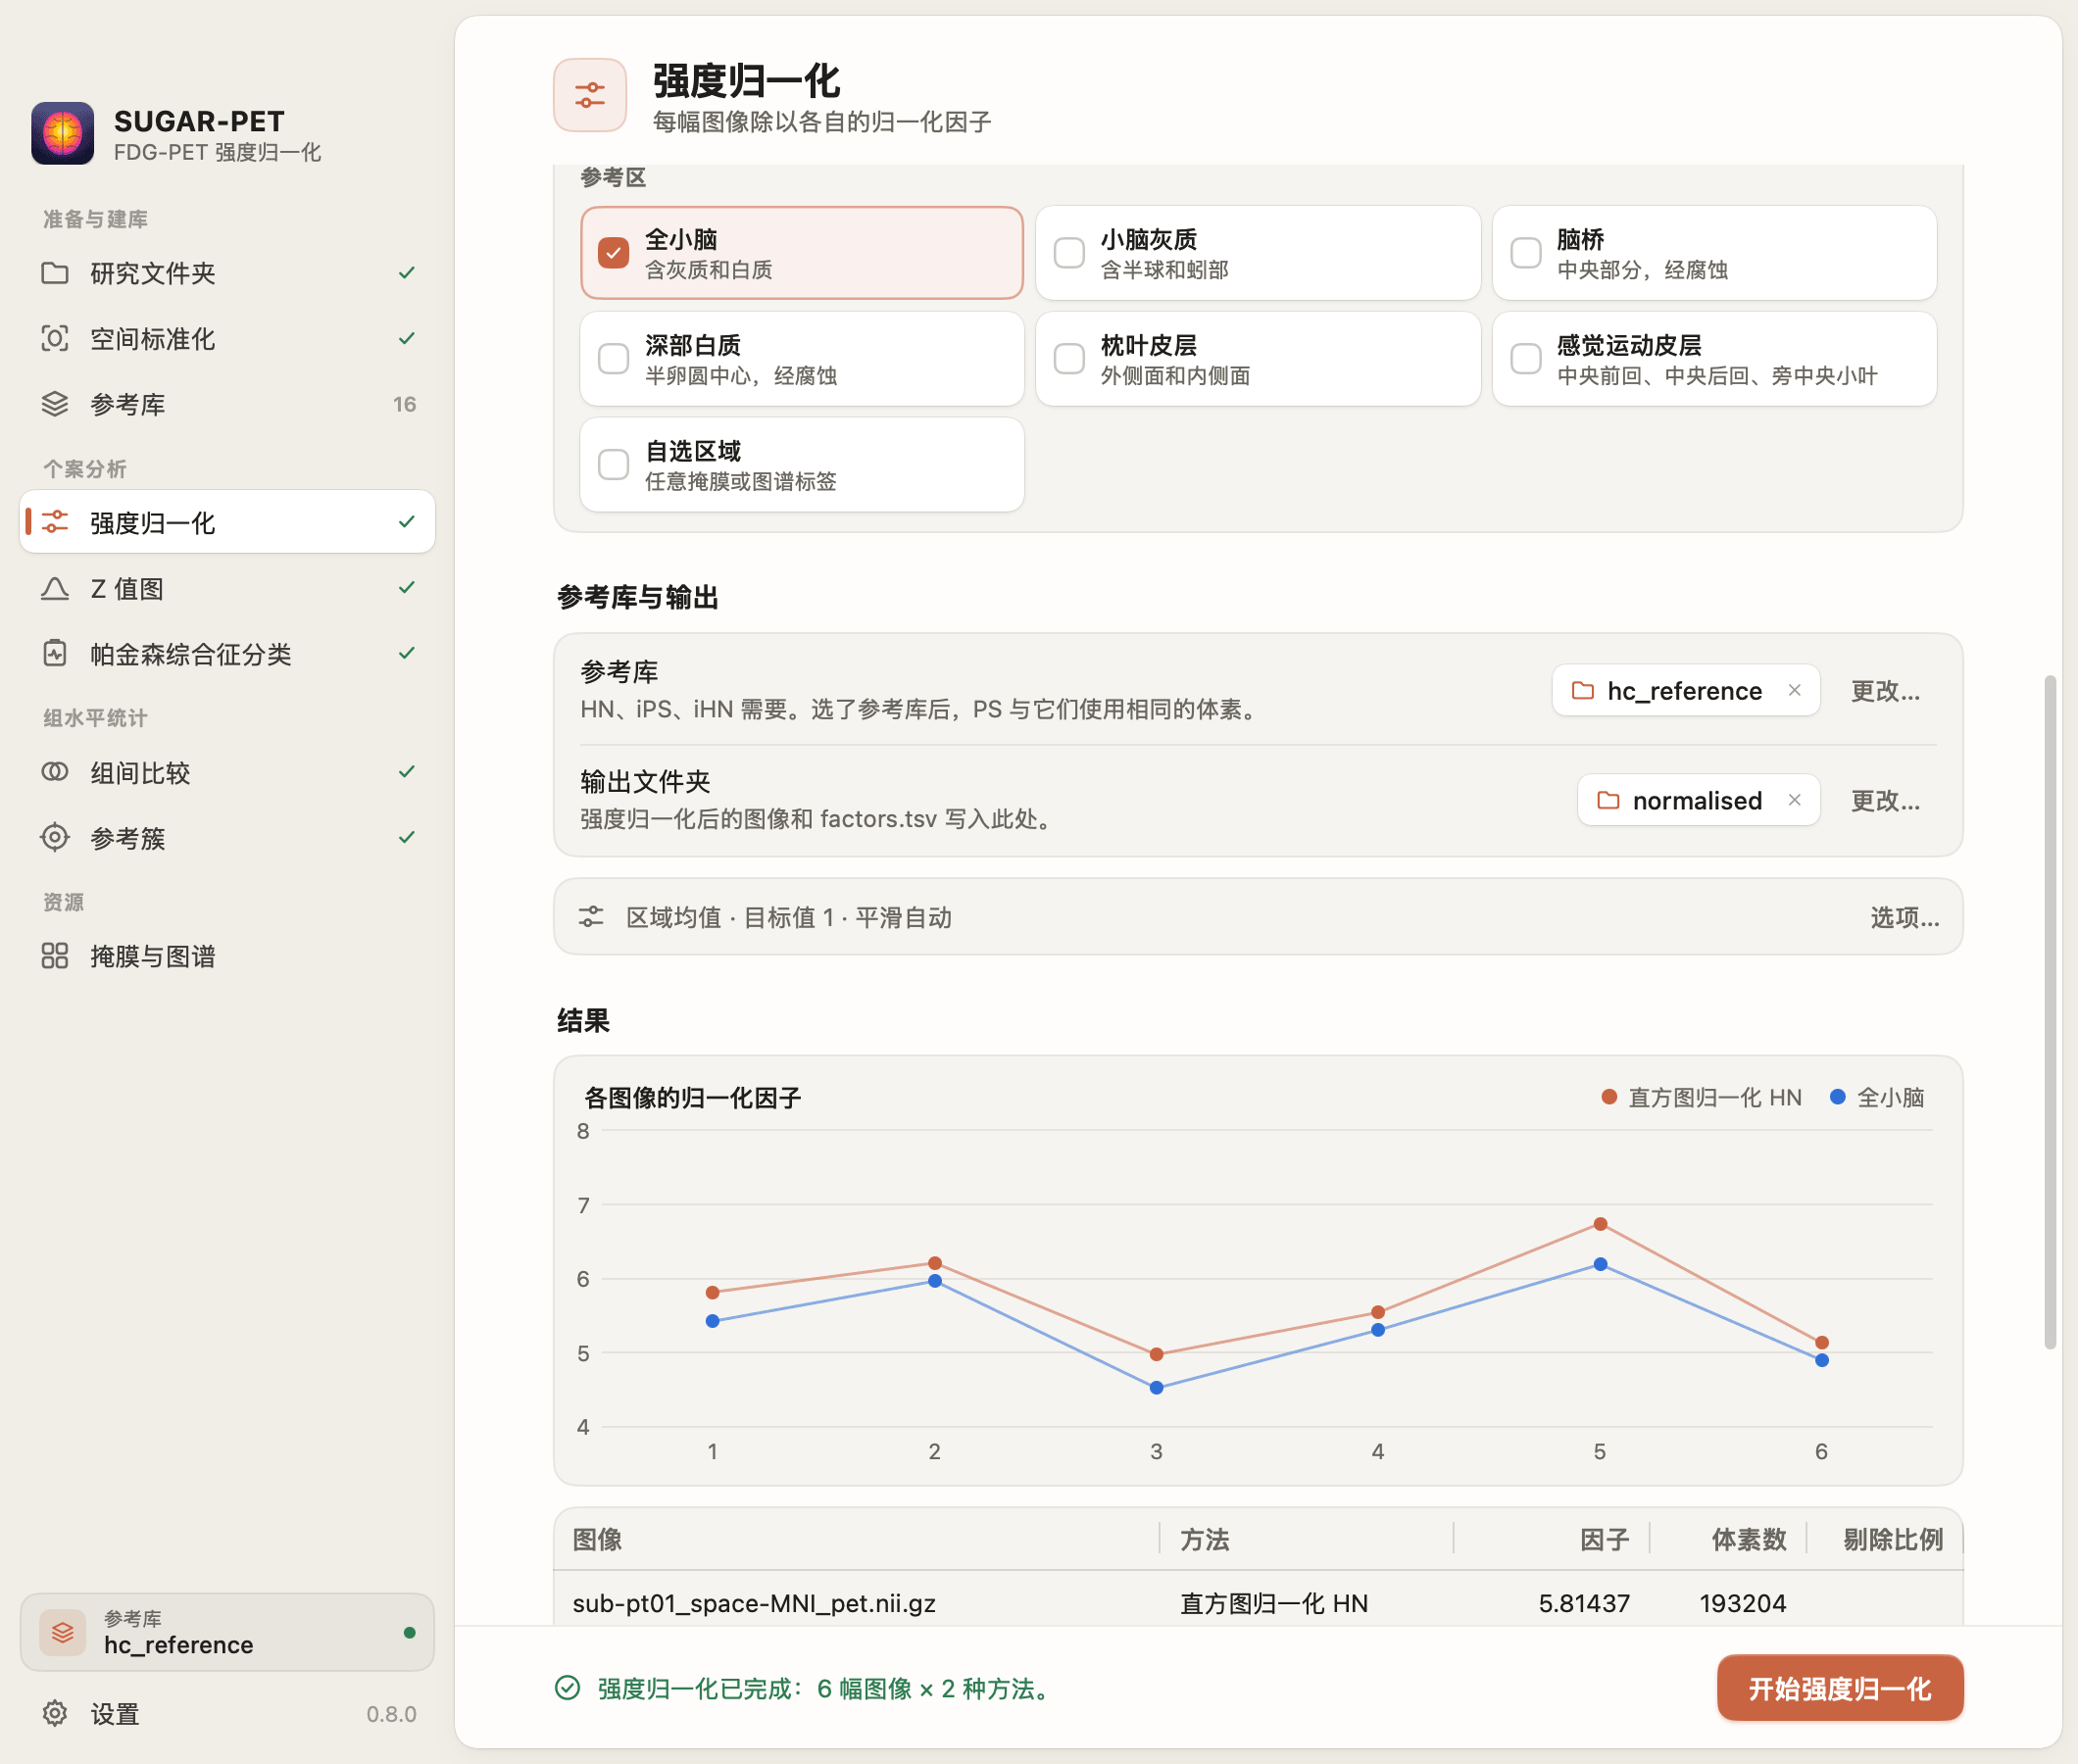 SUGAR-PET
FDG-PET 强度归一化
准备与建库
研究文件夹
空间标准化
参考库 16
个案分析
强度归一化
Z 值图
帕金森综合征分类
组水平统计
组间比较
参考簇
资源
掩膜与图谱
参考库
hc_reference
设置 0.8.0
强度归一化
每幅图像除以各自的归一化因子
参考区
全小脑
含灰质和白质
小脑灰质
含半球和蚓部
脑桥
中央部分，经腐蚀
深部白质
半卵圆中心，经腐蚀
枕叶皮层
外侧面和内侧面
感觉运动皮层
中央前回、中央后回、旁中央小叶
自选区域
任意掩膜或图谱标签
参考库与输出
参考库
HN、iPS、iHN 需要。选了参考库后，PS 与它们使用相同的体素。
hc_reference × 更改...
输出文件夹
强度归一化后的图像和 factors.tsv 写入此处。
normalised × 更改...
区域均值 · 目标值 1 · 平滑自动 选项...
结果
各图像的归一化因子 直方图归一化 HN 全小脑
8
7
6
5
4
1 2 3 4 5 6
图像 方法 因子 体素数 剔除比例
sub-pt01_space-MNI_pet.nii.gz 直方图归一化 HN 5.81437 193204
强度归一化已完成：6 幅图像 × 2 种方法。
开始强度归一化